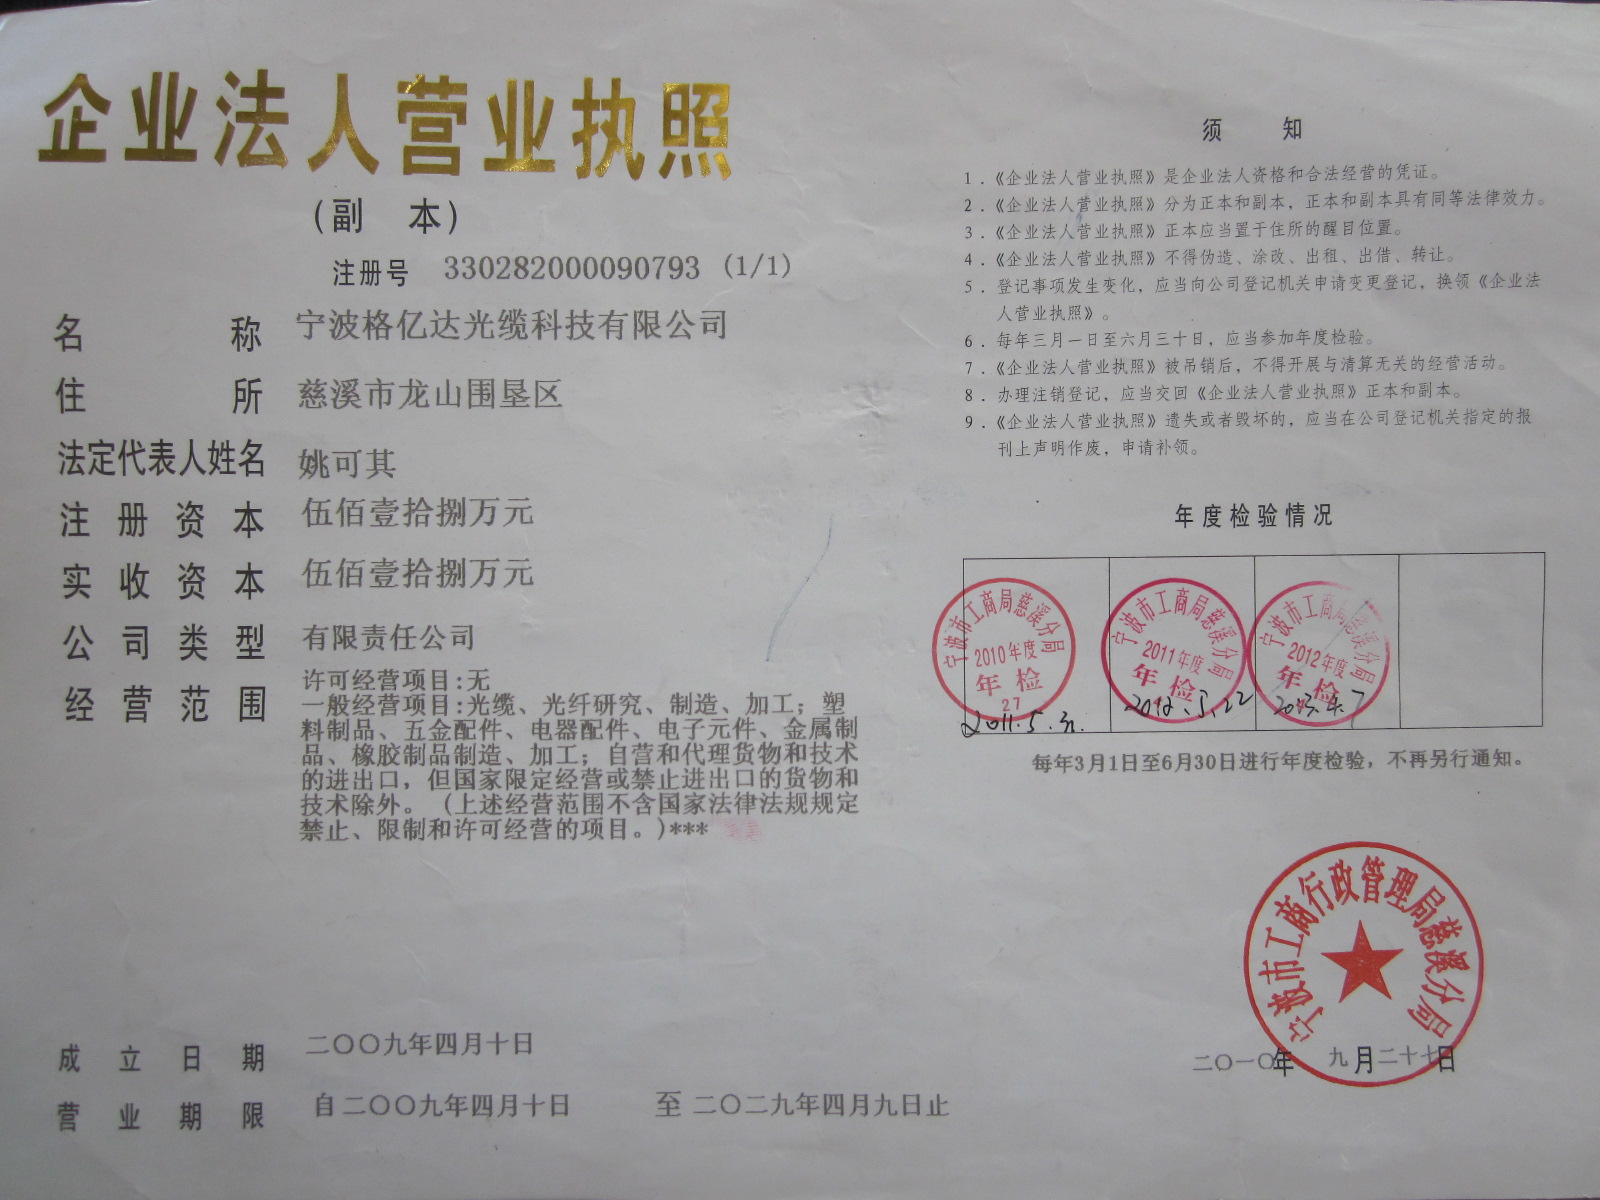 企业法人营业执照
（副 本）
注册号 330282000090793 (1/1)
名 称 宁波格亿达光缆科技有限公司
住 所 慈溪市龙山围垦区
法定代表人姓名 姚可其
注 册 资 本 伍佰壹拾捌万元
实 收 资 本 伍佰壹拾捌万元
公 司 类 型 有限责任公司
经 营 范 围 许可经营项目:无
一般经营项目:光缆、光纤研究、制造、加工；塑
料制品、五金配件、电器配件、电子元件、金属制
品、橡胶制品制造、加工；自营和代理货物和技术
的进出口，但国家限定经营或禁止进出口的货物和
技术除外。（上述经营范围不含国家法律法规规定
禁止、限制和许可经营的项目。)***
成 立 日 期 二〇〇九年四月十日
营 业 期 限 自二〇〇九年四月十日 至二〇二九年四月九日止
须 知
1．《企业法人营业执照》是企业法人资格和合法经营的凭证。
2．《企业法人营业执照》分为正本和副本，正本和副本具有同等法律效力。
3．《企业法人营业执照》正本应当置于住所的醒目位置。
4．《企业法人营业执照》不得伪造、涂改、出租、出借、转让。
5．登记事项发生变化，应当向公司登记机关申请变更登记，换领《企业法
人营业执照》。
6．每年三月一日至六月三十日，应当参加年度检验。
7．《企业法人营业执照》被吊销后，不得开展与清算无关的经营活动。
8．办理注销登记，应当交回《企业法人营业执照》正本和副本。
9．《企业法人营业执照》遗失或者毁坏的，应当在公司登记机关指定的报
刊上声明作废，申请补领。
年度检验情况
宁波市工商局慈溪分局
2010年度
年检
27
2011.5.31.
宁波市工商局慈溪分局
2011年度
年检
2012.5.22
宁波市工商局慈溪分局
2012年度
年检
2013.4.7
每年3月1日至6月30日进行年度检验，不再另行通知。
宁波市工商行政管理局慈溪分局
二〇一〇年 九月二十七日